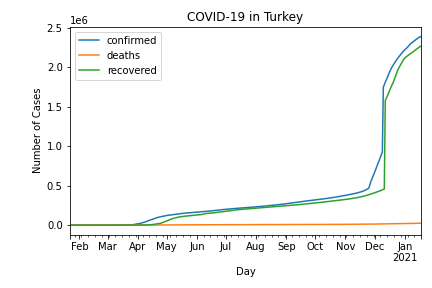 COVID-19 in Turkey
1e6
2.5
2.0
1.5
1.0
0.5
0.0
Number of Cases
confirmed
deaths
recovered
Feb Mar Apr May Jun Jul Aug Sep Oct Nov Dec Jan
2021
Day